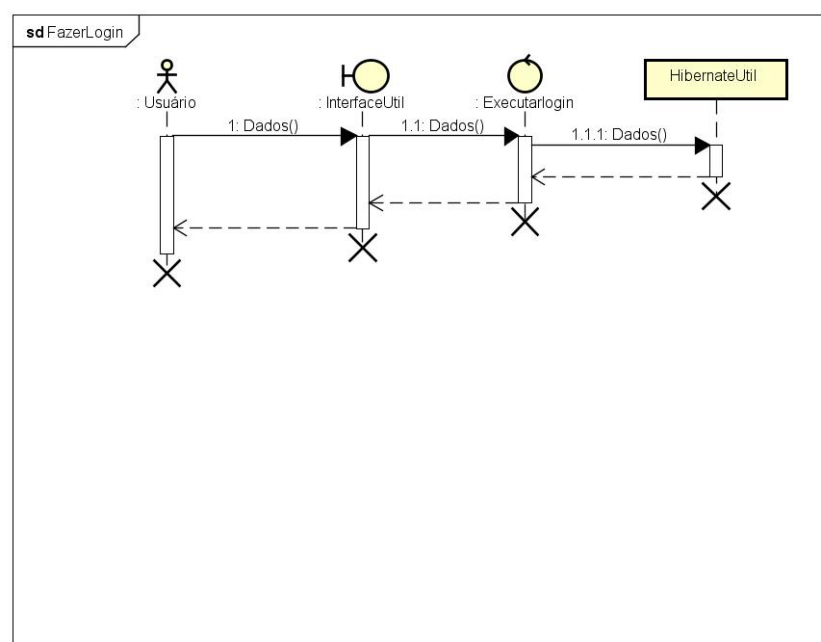 sd FazerLogin
: Usuário
: InterfaceUtil
: Executarlogin
HibernateUtil
1: Dados()
1.1: Dados()
1.1.1: Dados()